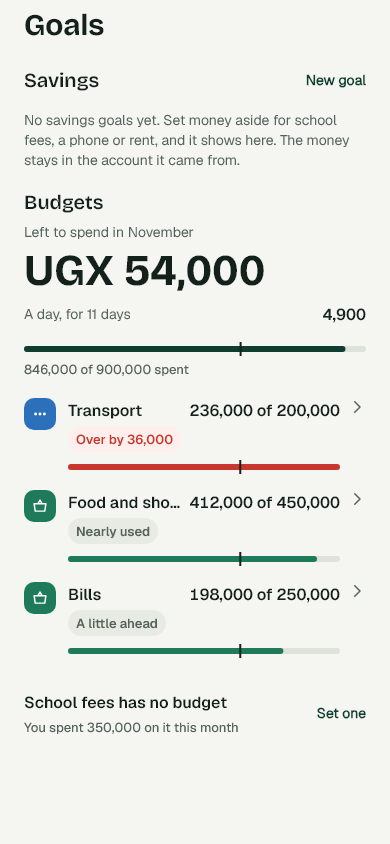 Goals
Savings
New goal
No savings goals yet. Set money aside for school
fees, a phone or rent, and it shows here. The money
stays in the account it came from.
Budgets
Left to spend in November
UGX 54,000
A day, for 11 days
4,900
846,000 of 900,000 spent
Transport
236,000 of 200,000
Over by 36,000
Food and sho...
412,000 of 450,000
Nearly used
Bills
198,000 of 250,000
A little ahead
School fees has no budget
Set one
You spent 350,000 on it this month